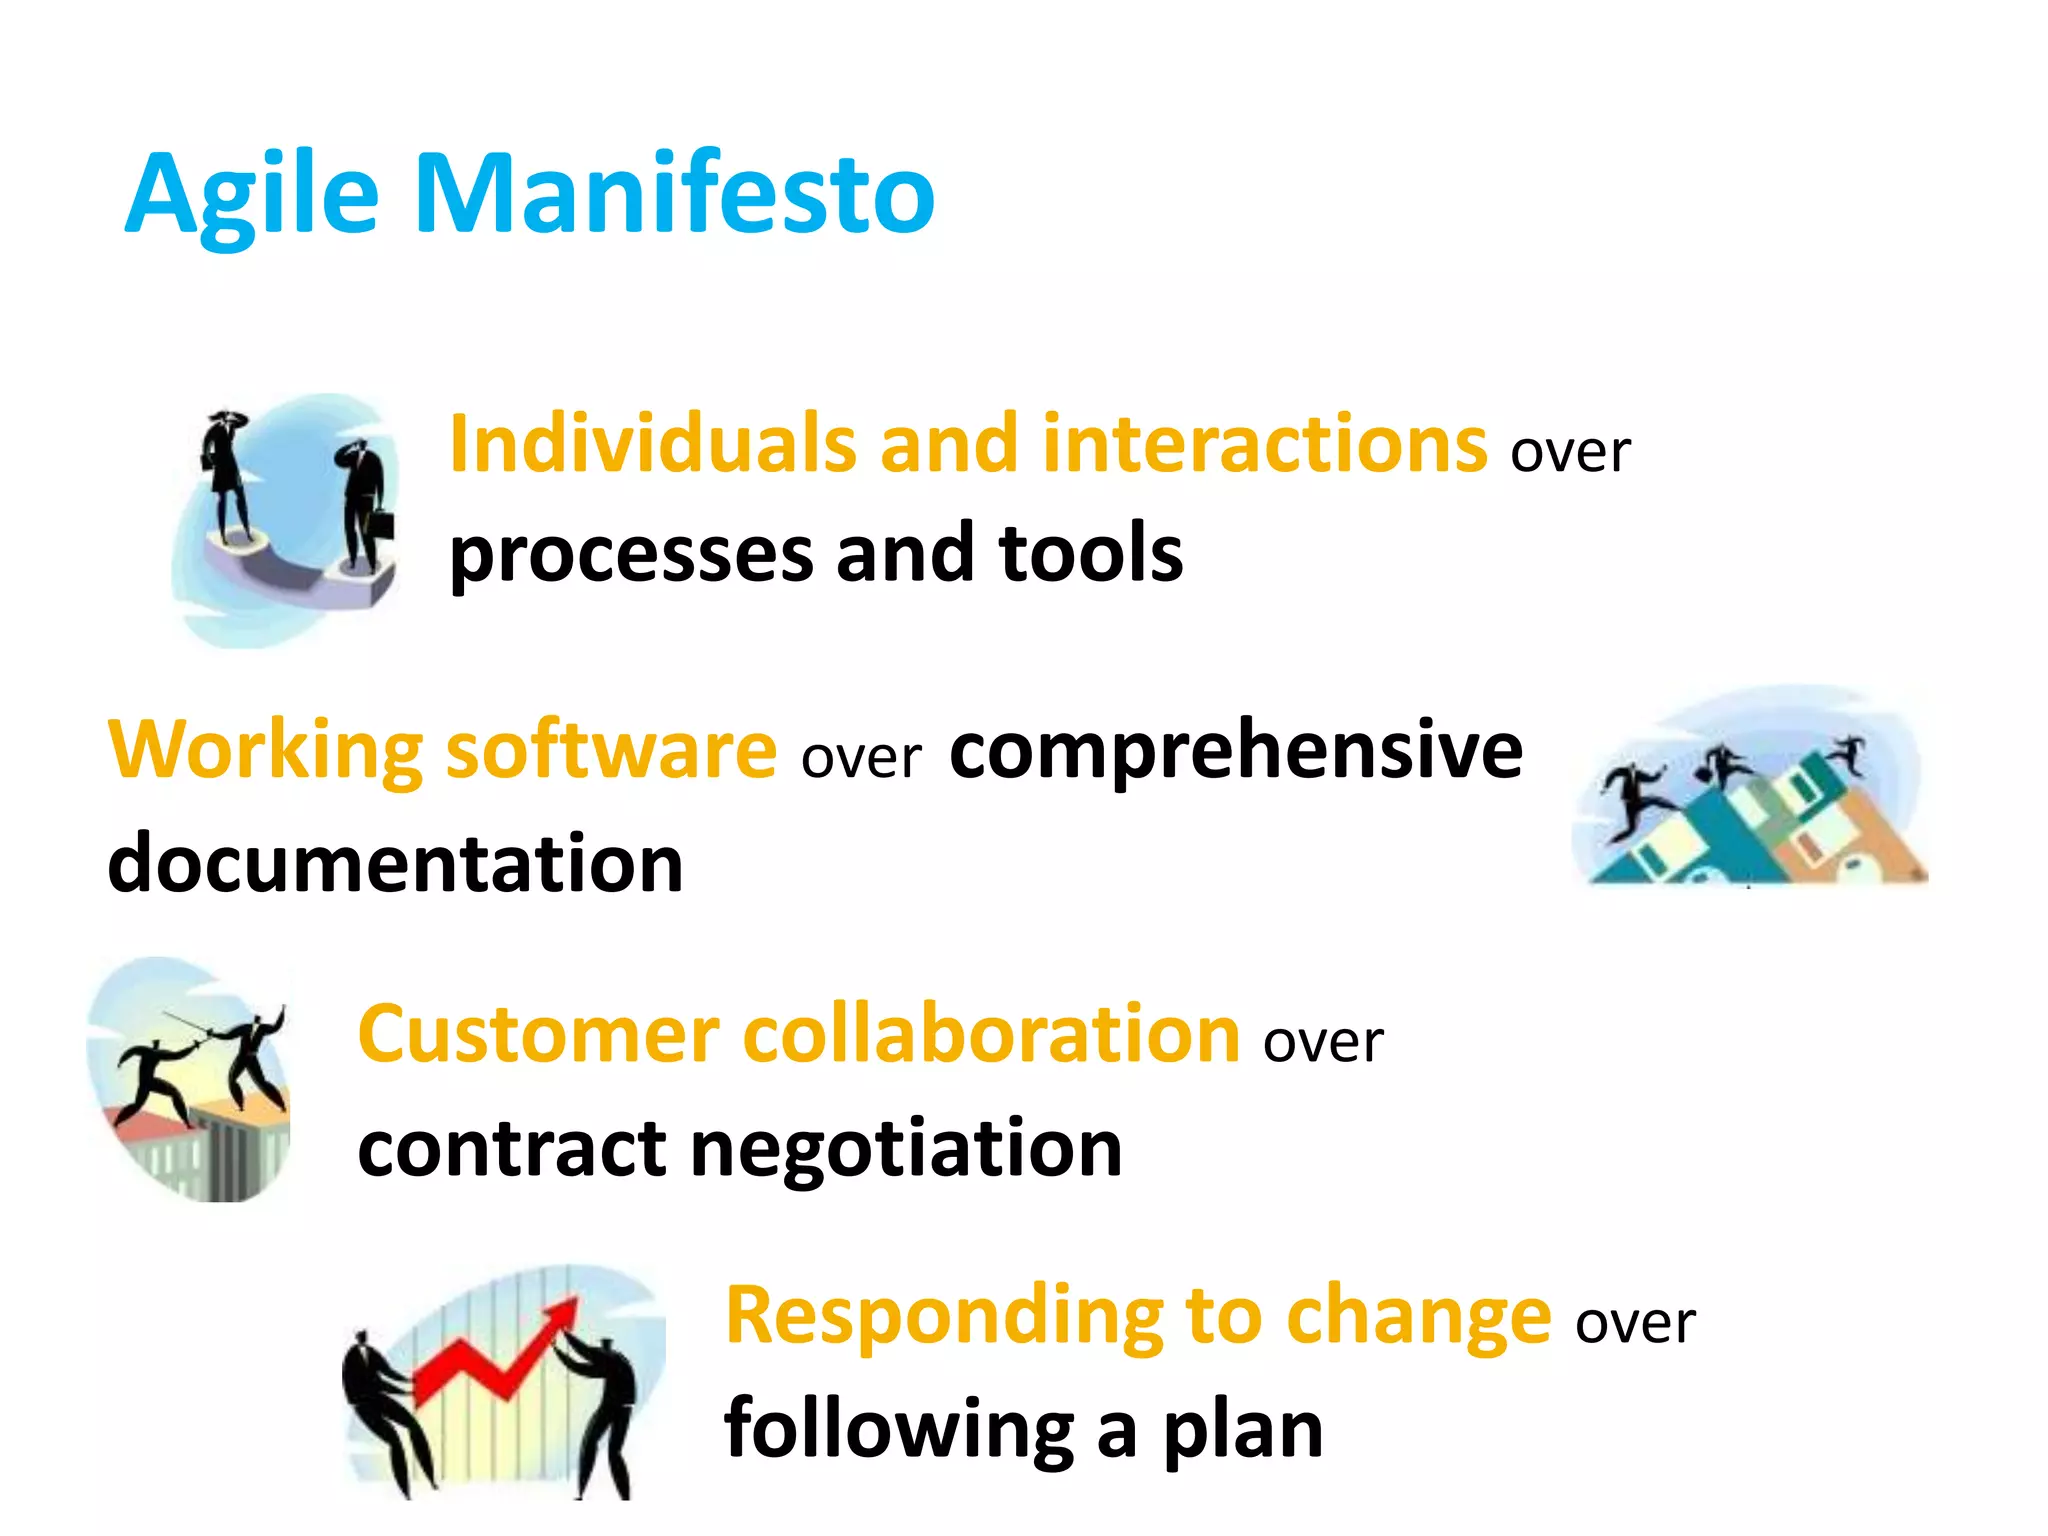 Agile Manifesto
Individuals and interactions over
processes and tools
Working software over comprehensive
documentation
Customer collaboration over
contract negotiation
Responding to change over
following a plan